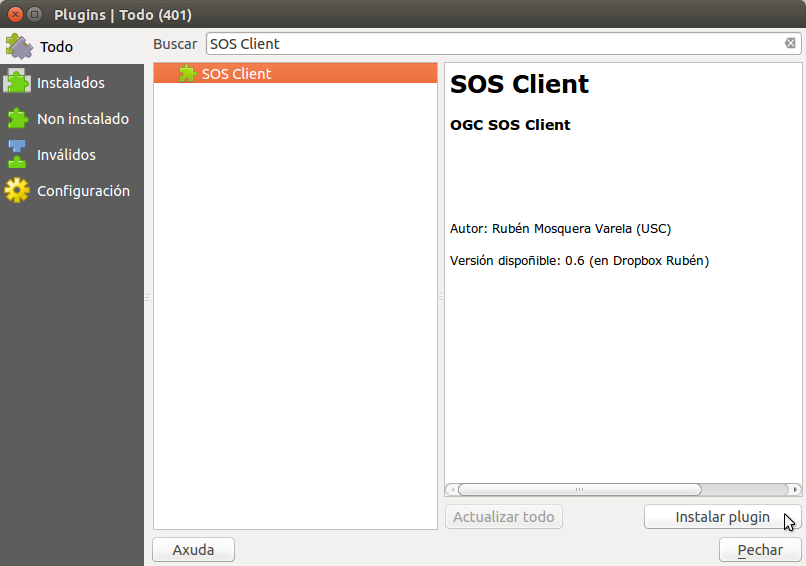 Plugins | Todo (401)
Todo
Instalados
Non instalado
Inválidos
Configuración
Buscar
SOS Client
SOS Client
SOS Client
OGC SOS Client
Autor: Rubén Mosquera Varela (USC)
Versión dispoñible: 0.6 (en Dropbox Rubén)
Actualizar todo
Instalar plugin
Axuda
Pechar